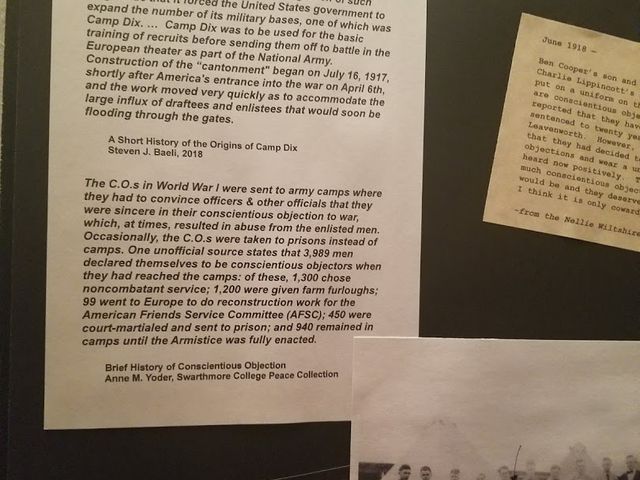 it forced the United States government to
expand the number of its military bases, one of which was
Camp Dix. ... Camp Dix was to be used for the basic
training of recruits before sending them off to battle in the
European theater as part of the National Army.
Construction of the "cantonment" began on July 16, 1917,
shortly after America's entrance into the war on April 6th,
and the work moved very quickly as to accommodate the
large influx of draftees and enlistees that would soon be
flooding through the gates.
A Short History of the Origins of Camp Dix
Steven J. Baeli, 2018
The C.O.s in World War I were sent to army camps where
they had to convince officers & other officials that they
were sincere in their conscientious objection to war,
which, at times, resulted in abuse from the enlisted men.
Occasionally, the C.O.s were taken to prisons instead of
camps. One unofficial source states that 3,989 men
declared themselves to be conscientious objectors when
they had reached the camps: of these, 1,300 chose
noncombatant service; 1,200 were given farm furloughs;
99 went to Europe to do reconstruction work for the
American Friends Service Committee (AFSC); 450 were
court-martialed and sent to prison; and 940 remained in
camps until the Armistice was fully enacted.
Brief History of Conscientious Objection
Anne M. Yoder, Swarthmore College Peace Collection
June 1918 —
Ben Cooper's son and
Charlie Lippincott's
put on a uniform on th
are conscientious obje
reported that they hav
sentenced to twenty yea
Leavenworth. However,
that they had decided t
objections and wear a un
heard now positively. T
much conscientious objec
would be and they deserve
I think it is only cowar
-from the Nellie Wiltshire